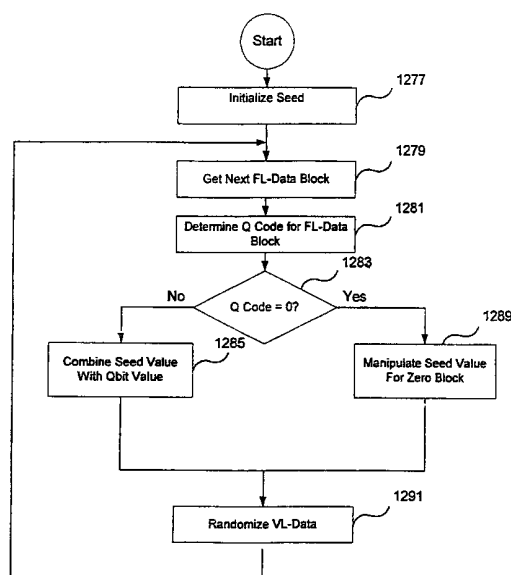 Start
Initialize Seed
1277
Get Next FL-Data Block
1279
Determine Q Code for FL-Data
Block
1281
Q Code = 0?
1283
No
Yes
Combine Seed Value
With Qbit Value
1285
Manipulate Seed Value
For Zero Block
1289
Randomize VL-Data
1291